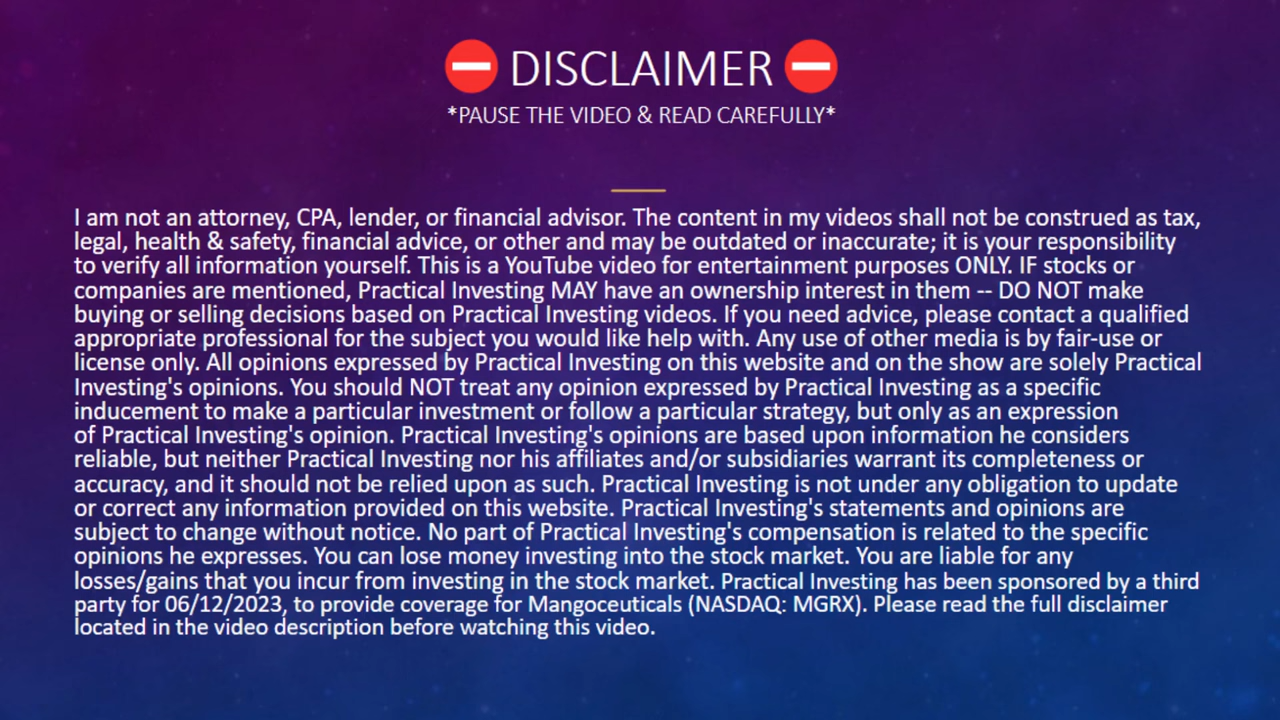 ⛔ DISCLAIMER ⛔
*PAUSE THE VIDEO & READ CAREFULLY*
I am not an attorney, CPA, lender, or financial advisor. The content in my videos shall not be construed as tax,
legal, health & safety, financial advice, or other and may be outdated or inaccurate; it is your responsibility
to verify all information yourself. This is a YouTube video for entertainment purposes ONLY. IF stocks or
companies are mentioned, Practical Investing MAY have an ownership interest in them -- DO NOT make
buying or selling decisions based on Practical Investing videos. If you need advice, please contact a qualified
appropriate professional for the subject you would like help with. Any use of other media is by fair-use or
license only. All opinions expressed by Practical Investing on this website and on the show are solely Practical
Investing's opinions. You should NOT treat any opinion expressed by Practical Investing as a specific
inducement to make a particular investment or follow a particular strategy, but only as an expression
of Practical Investing's opinion. Practical Investing's opinions are based upon information he considers
reliable, but neither Practical Investing nor his affiliates and/or subsidiaries warrant its completeness or
accuracy, and it should not be relied upon as such. Practical Investing is not under any obligation to update
or correct any information provided on this website. Practical Investing's statements and opinions are
subject to change without notice. No part of Practical Investing's compensation is related to the specific
opinions he expresses. You can lose money investing into the stock market. You are liable for any
losses/gains that you incur from investing in the stock market. Practical Investing has been sponsored by a third
party for 06/12/2023, to provide coverage for Mangoceuticals (NASDAQ: MGRX). Please read the full disclaimer
located in the video description before watching this video.